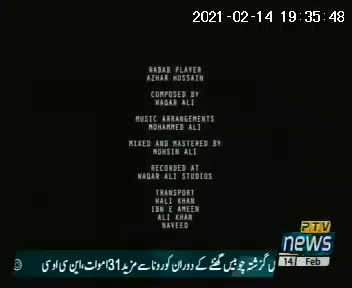 2021-02-14 19:35:48
RABAB PLAYER
AZHAR HUSSAIN
COMPOSED BY
WAQAR ALI
MUSIC ARRANGEMENTS
MOHAMMED ALI
MIXED AND MASTERED BY
MOHSIN ALI
RECORDED AT
WAQAR ALI STUDIOS
TRANSPORT
WALI KHAN
IBN E AMEEN
ALI KHAN
NAVEED
PTV
news
14 Feb
گزشتہ چوبیس گھنٹے کے دوران کورونا سے مزید 31 اموات، این سی او سی